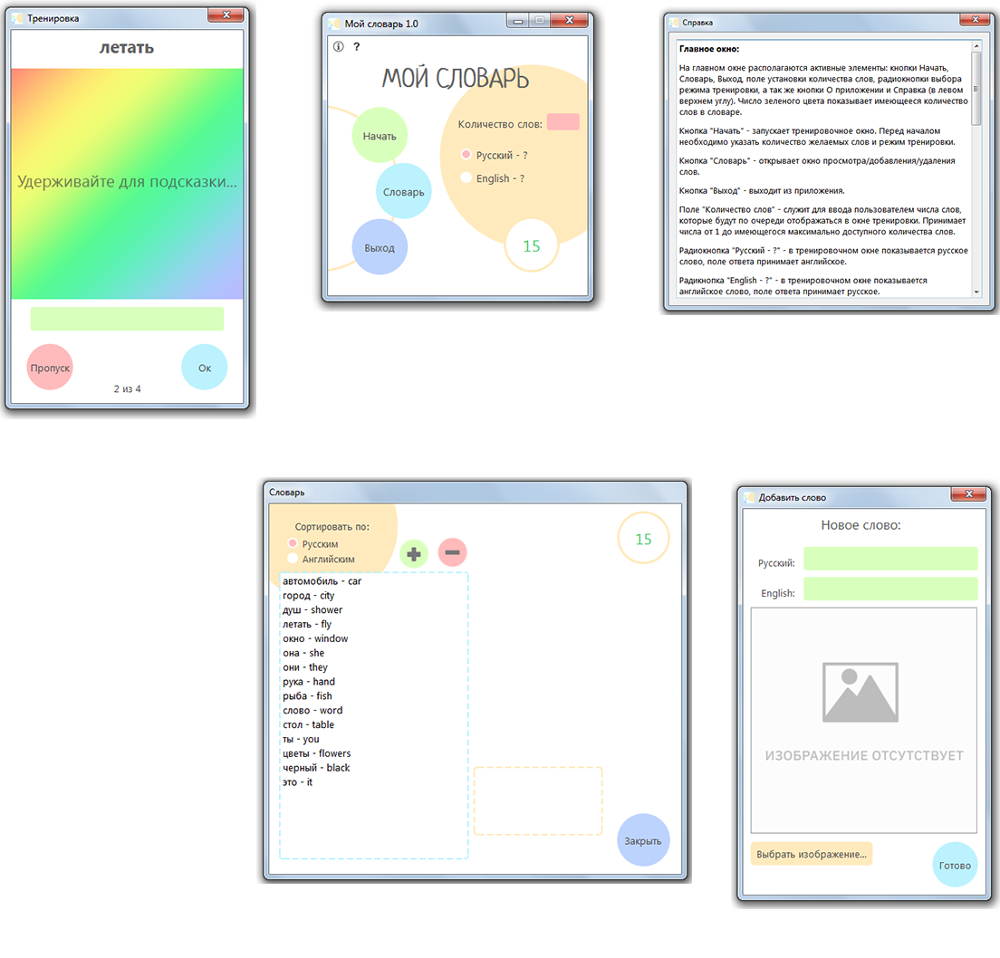 Тренировка
летать
Удерживайте для подсказки...
Пропуск
Ок
2 из 4
Мой словарь 1.0
?
МОЙ СЛОВАРЬ
Количество слов:
Начать
Русский - ?
English - ?
Словарь
Выход
15
Справка
Главное окно:
На главном окне располагаются активные элементы: кнопки Начать,
Словарь, Выход, поле установки количества слов, радиокнопки выбора
режима тренировки, а так же кнопки О приложении и Справка (в левом
верхнем углу). Число зеленого цвета показывает имеющееся количество
слов в словаре.
Кнопка "Начать" - запускает тренировочное окно. Перед началом
необходимо указать количество желаемых слов и режим тренировки.
Кнопка "Словарь" - открывает окно просмотра/добавления/удаления
слов.
Кнопка "Выход" - выходит из приложения.
Поле "Количество слов" - служит для ввода пользователем числа слов,
которые будут по очереди отображаться в окне тренировки. Принимает
числа от 1 до имеющегося максимально доступного количества слов.
Радиокнопка "Русский - ?" - в тренировочном окне показывается русское
слово, поле ответа принимает английское.
Радикнопка "English - ?" - в тренировочном окне показывается
английское слово, поле ответа принимает русское.
Словарь
Сортировать по:
Русским
Английским
15
автомобиль - car
город - city
душ - shower
летать - fly
окно - window
она - she
они - they
рука - hand
рыба - fish
слово - word
стол - table
ты - you
цветы - flowers
черный - black
это - it
Закрыть
Добавить слово
Новое слово:
Русский:
English:
ИЗОБРАЖЕНИЕ ОТСУТСТВУЕТ
Выбрать изображение...
Готово